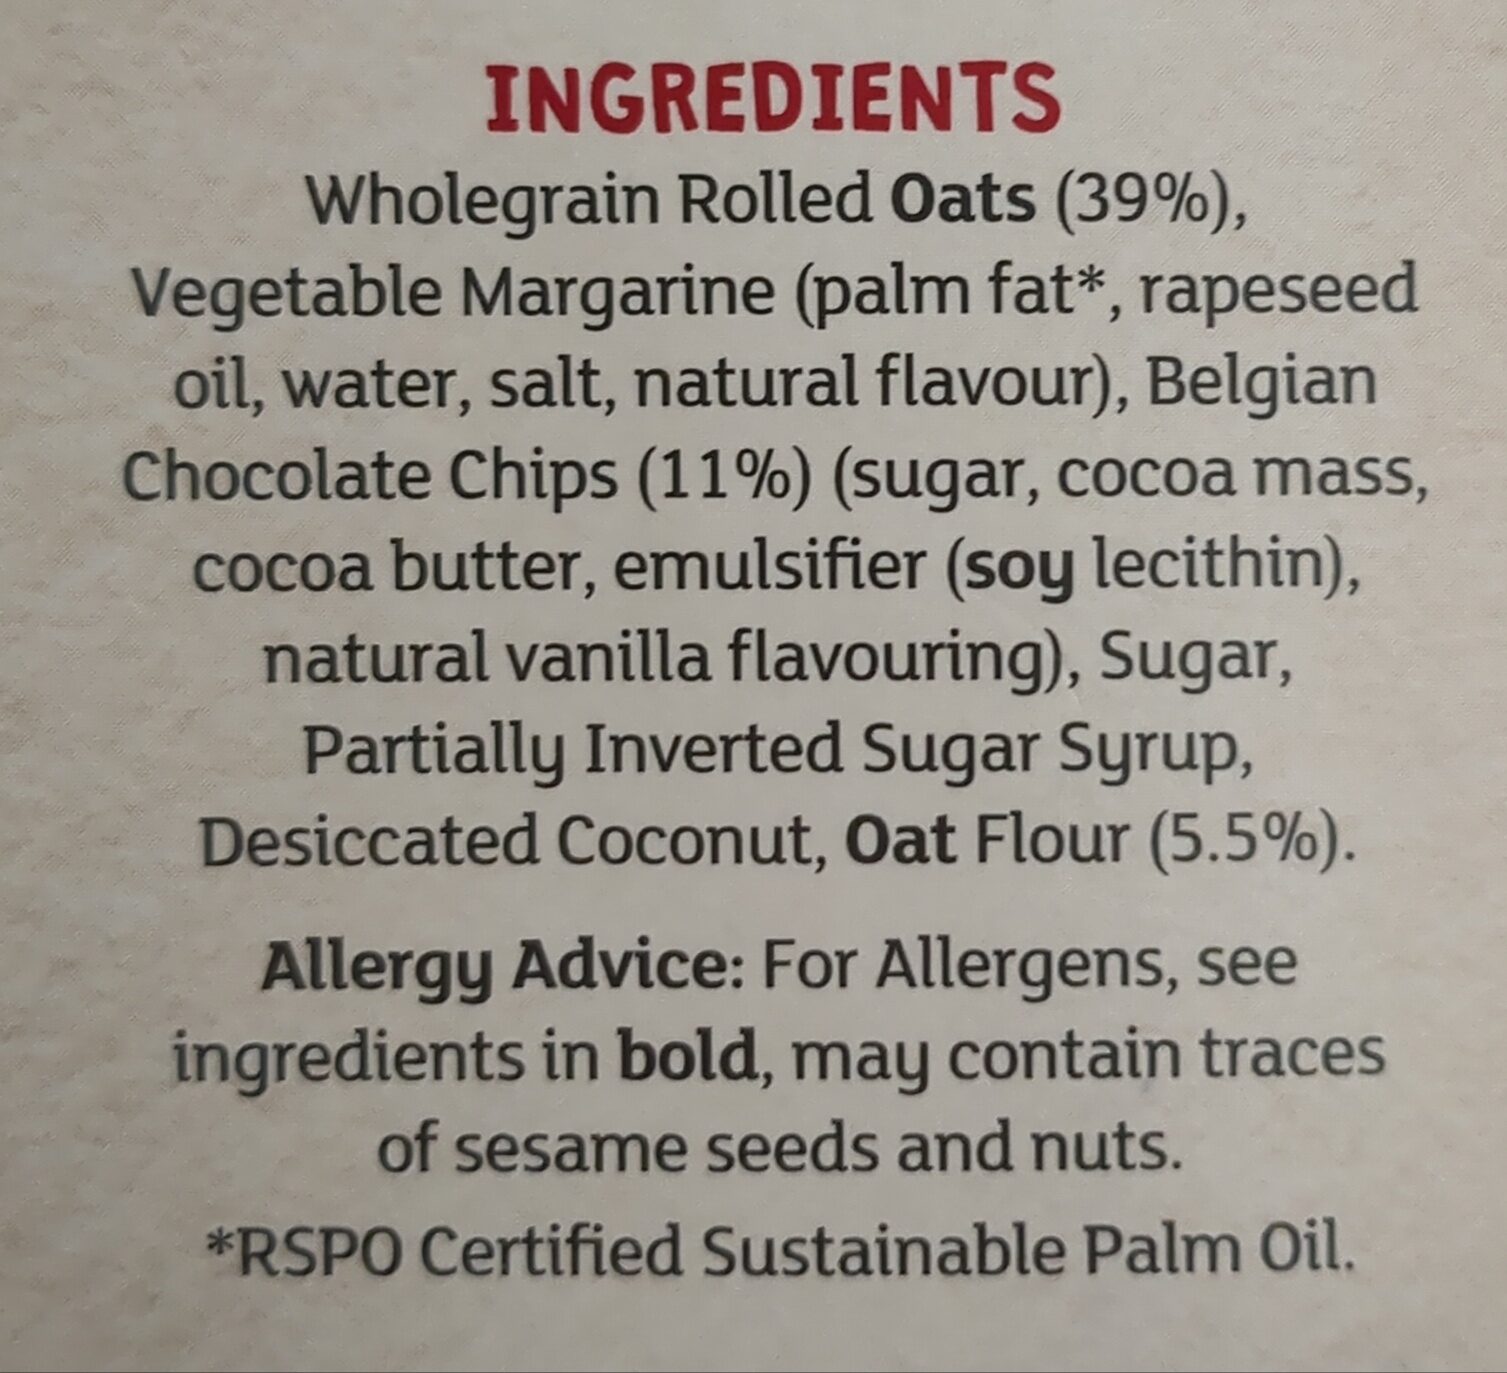 INGREDIENTS
Wholegrain Rolled Oats (39%),
Vegetable Margarine (palm fat*, rapeseed
oil, water, salt, natural flavour), Belgian
Chocolate Chips (11%) (sugar, cocoa mass,
cocoa butter, emulsifier (soy lecithin),
natural vanilla flavouring), Sugar,
Partially Inverted Sugar Syrup,
Desiccated Coconut, Oat Flour (5.5%).
Allergy Advice: For Allergens, see
ingredients in bold, may contain traces
of sesame seeds and nuts.
*RSPO Certified Sustainable Palm Oil.